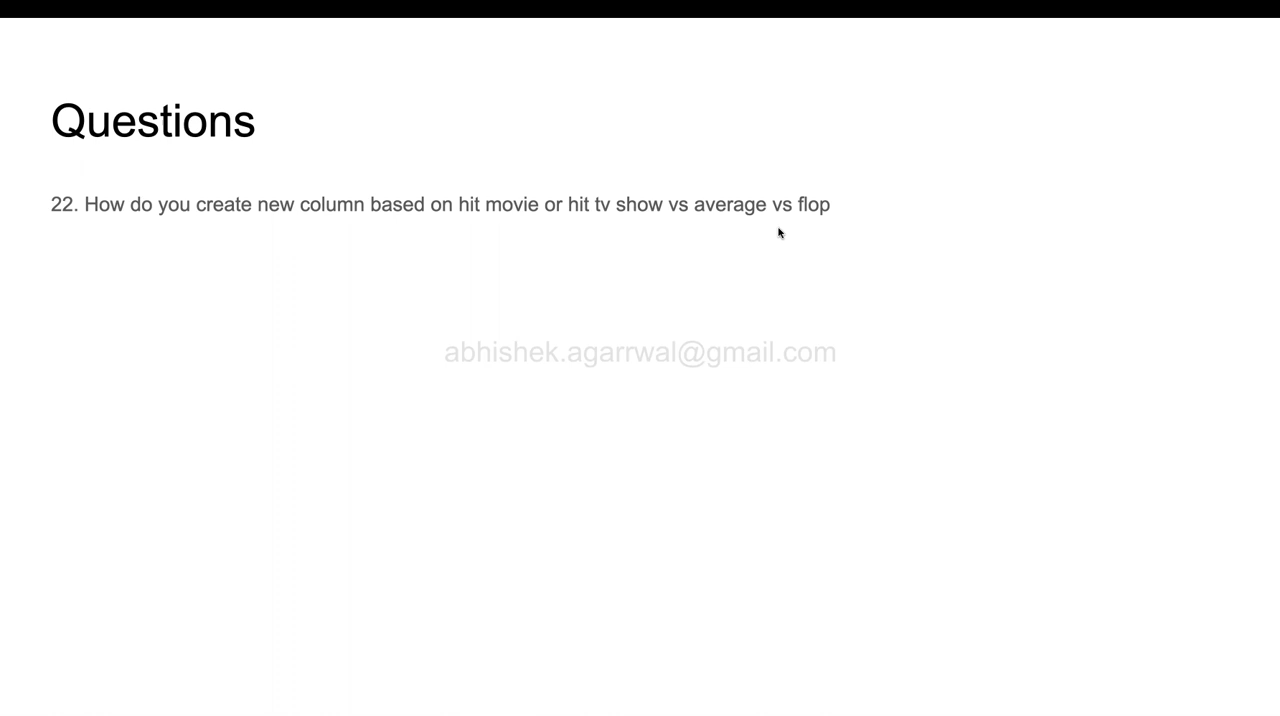 Questions
22. How do you create new column based on hit movie or hit tv show vs average vs flop
abhishek.agarrwal@gmail.com